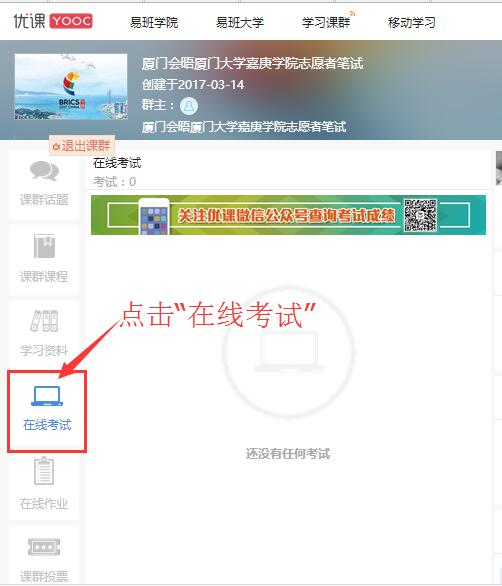 优课 YOOC 易班学院 易班大学 学习课群 移动学习
厦门会晤厦门大学嘉庚学院志愿者笔试
创建于2017-03-14
群主：
厦门会晤厦门大学嘉庚学院志愿者笔试
BRICS
退出课群
课群话题
在线考试
考试：0
关注优课微信公众号查询考试成绩
课群课程
点击“在线考试”
学习资料
在线考试
还没有任何考试
在线作业
课群投票